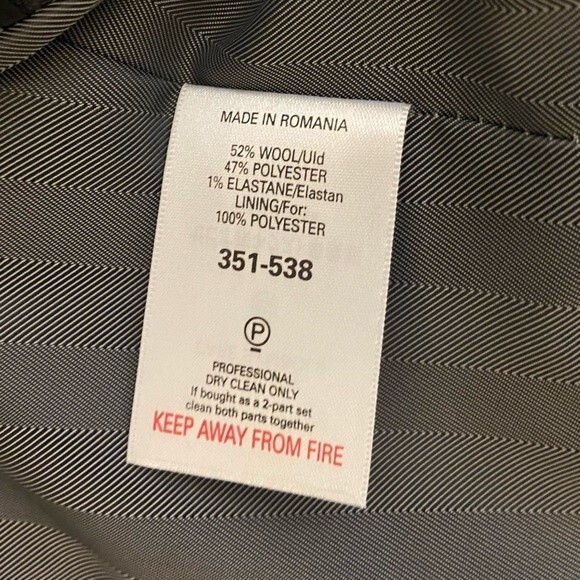 MADE IN ROMANIA
52% WOOL/Uld
47% POLYESTER
1% ELASTANE/Elastan
LINING/For:
100% POLYESTER
351-538
P
PROFESSIONAL
DRY CLEAN ONLY
If bought as a 2-part set
clean both parts together
KEEP AWAY FROM FIRE